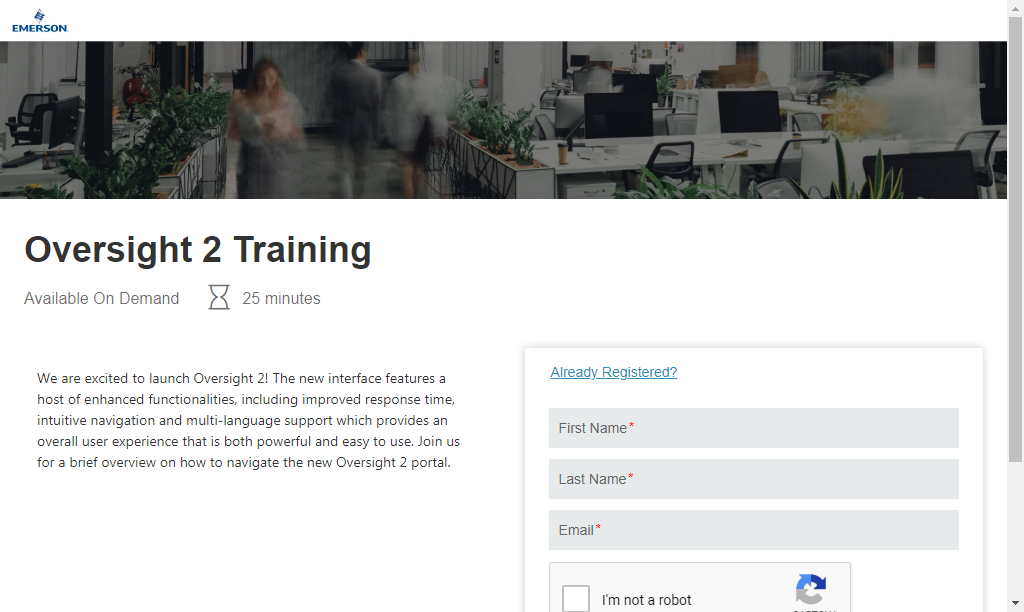 EMERSON
Oversight 2 Training
Available On Demand
25 minutes
We are excited to launch Oversight 2! The new interface features a
host of enhanced functionalities, including improved response time,
intuitive navigation and multi-language support which provides an
overall user experience that is both powerful and easy to use. Join us
for a brief overview on how to navigate the new Oversight 2 portal.
Already Registered?
First Name*
Last Name*
Email*
I'm not a robot